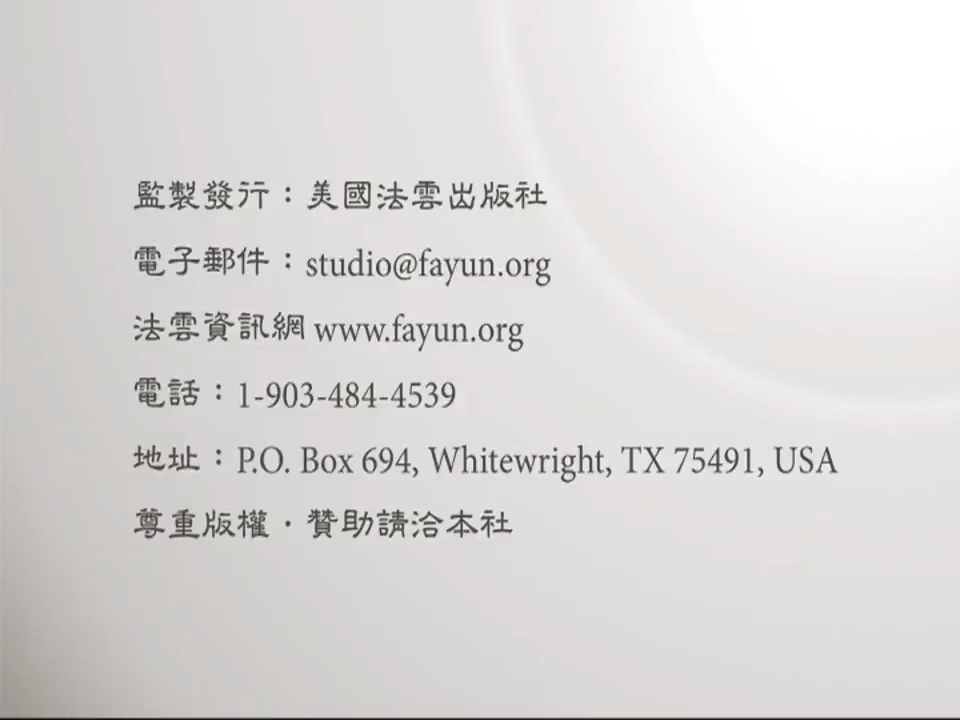 監製發行：美國法雲出版社
電子郵件：studio@fayun.org
法雲資訊網 www.fayun.org
電話：1-903-484-4539
地址：P.O. Box 694, Whitewright, TX 75491, USA
尊重版權．贊助請洽本社